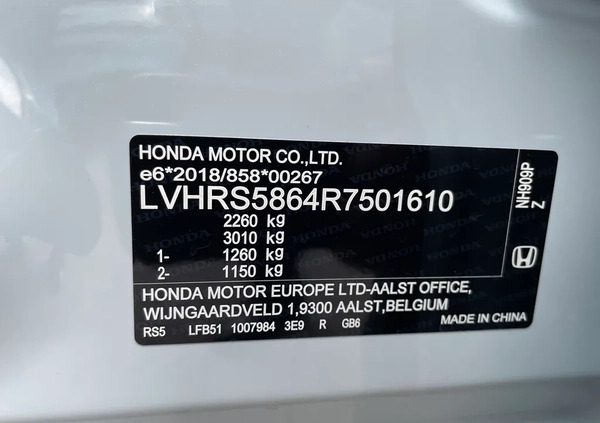 HONDA MOTOR CO.,LTD.
e6*2018/858*00267
LVHRS5864R7501610
2260 kg
3010 kg
1- 1260 kg
2- 1150 kg
HONDA MOTOR EUROPE LTD-AALST OFFICE,
WIJNGAARDVELD 1,9300 AALST,BELGIUM
RS5 LFB51 1007984 3E9 R GB6
MADE IN CHINA
NH909P
Z